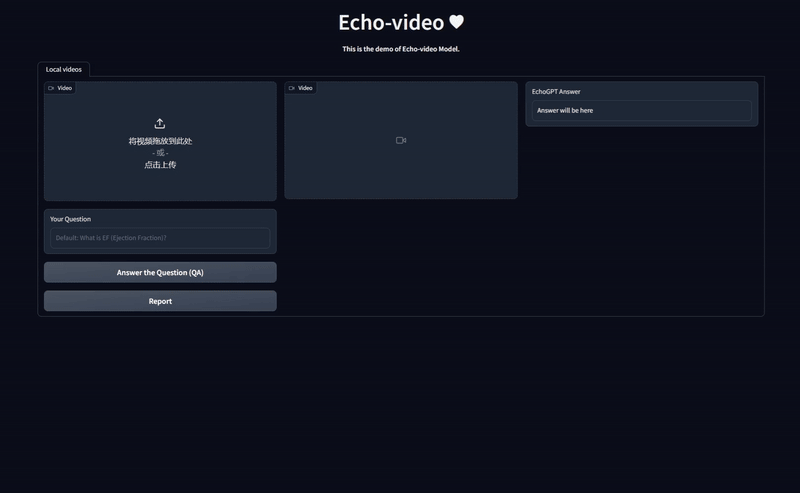 Echo-video
This is the demo of Echo-video Model.
Local videos
Video
将视频拖放到此处
- 或 -
点击上传
Video
EchoGPT Answer
Answer will be here
Your Question
Default: What is EF (Ejection Fraction)?
Answer the Question (QA)
Report